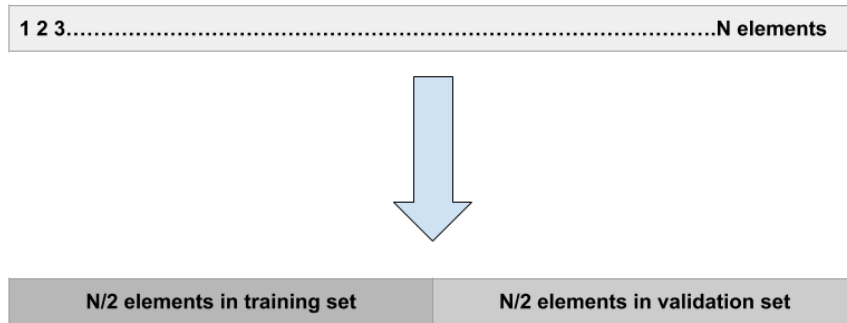 1 2 3……………………………………………………………………………….N elements
N/2 elements in training set
N/2 elements in validation set